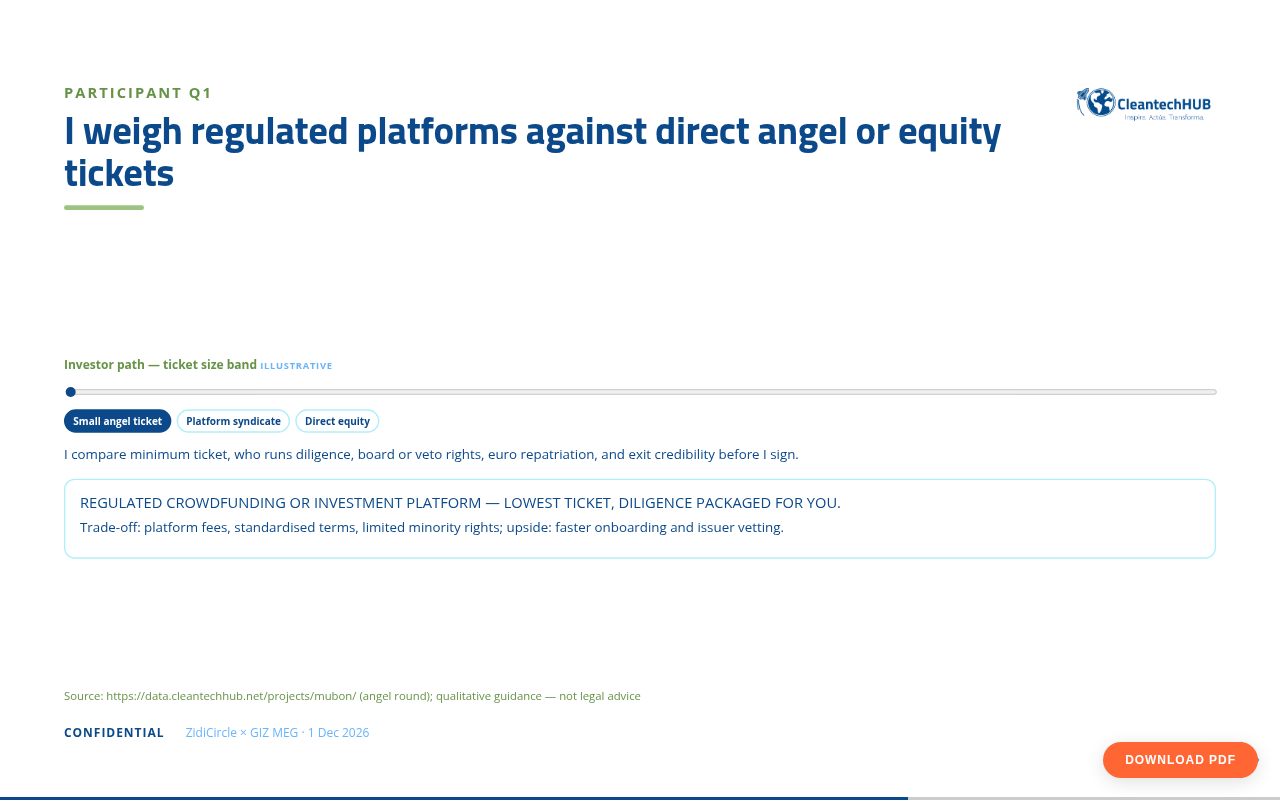 PARTICIPANT Q1
I weigh regulated platforms against direct angel or equity
tickets
CleantechHUB
Inspira. Actúa. Transforma.
Investor path — ticket size band ILLUSTRATIVE
Small angel ticket
Platform syndicate
Direct equity
I compare minimum ticket, who runs diligence, board or veto rights, euro repatriation, and exit credibility before I sign.
REGULATED CROWDFUNDING OR INVESTMENT PLATFORM — LOWEST TICKET, DILIGENCE PACKAGED FOR YOU.
Trade-off: platform fees, standardised terms, limited minority rights; upside: faster onboarding and issuer vetting.
Source: https://data.cleantechhub.net/projects/mubon/ (angel round); qualitative guidance — not legal advice
CONFIDENTIAL ZidiCircle × GIZ MEG · 1 Dec 2026
DOWNLOAD PDF